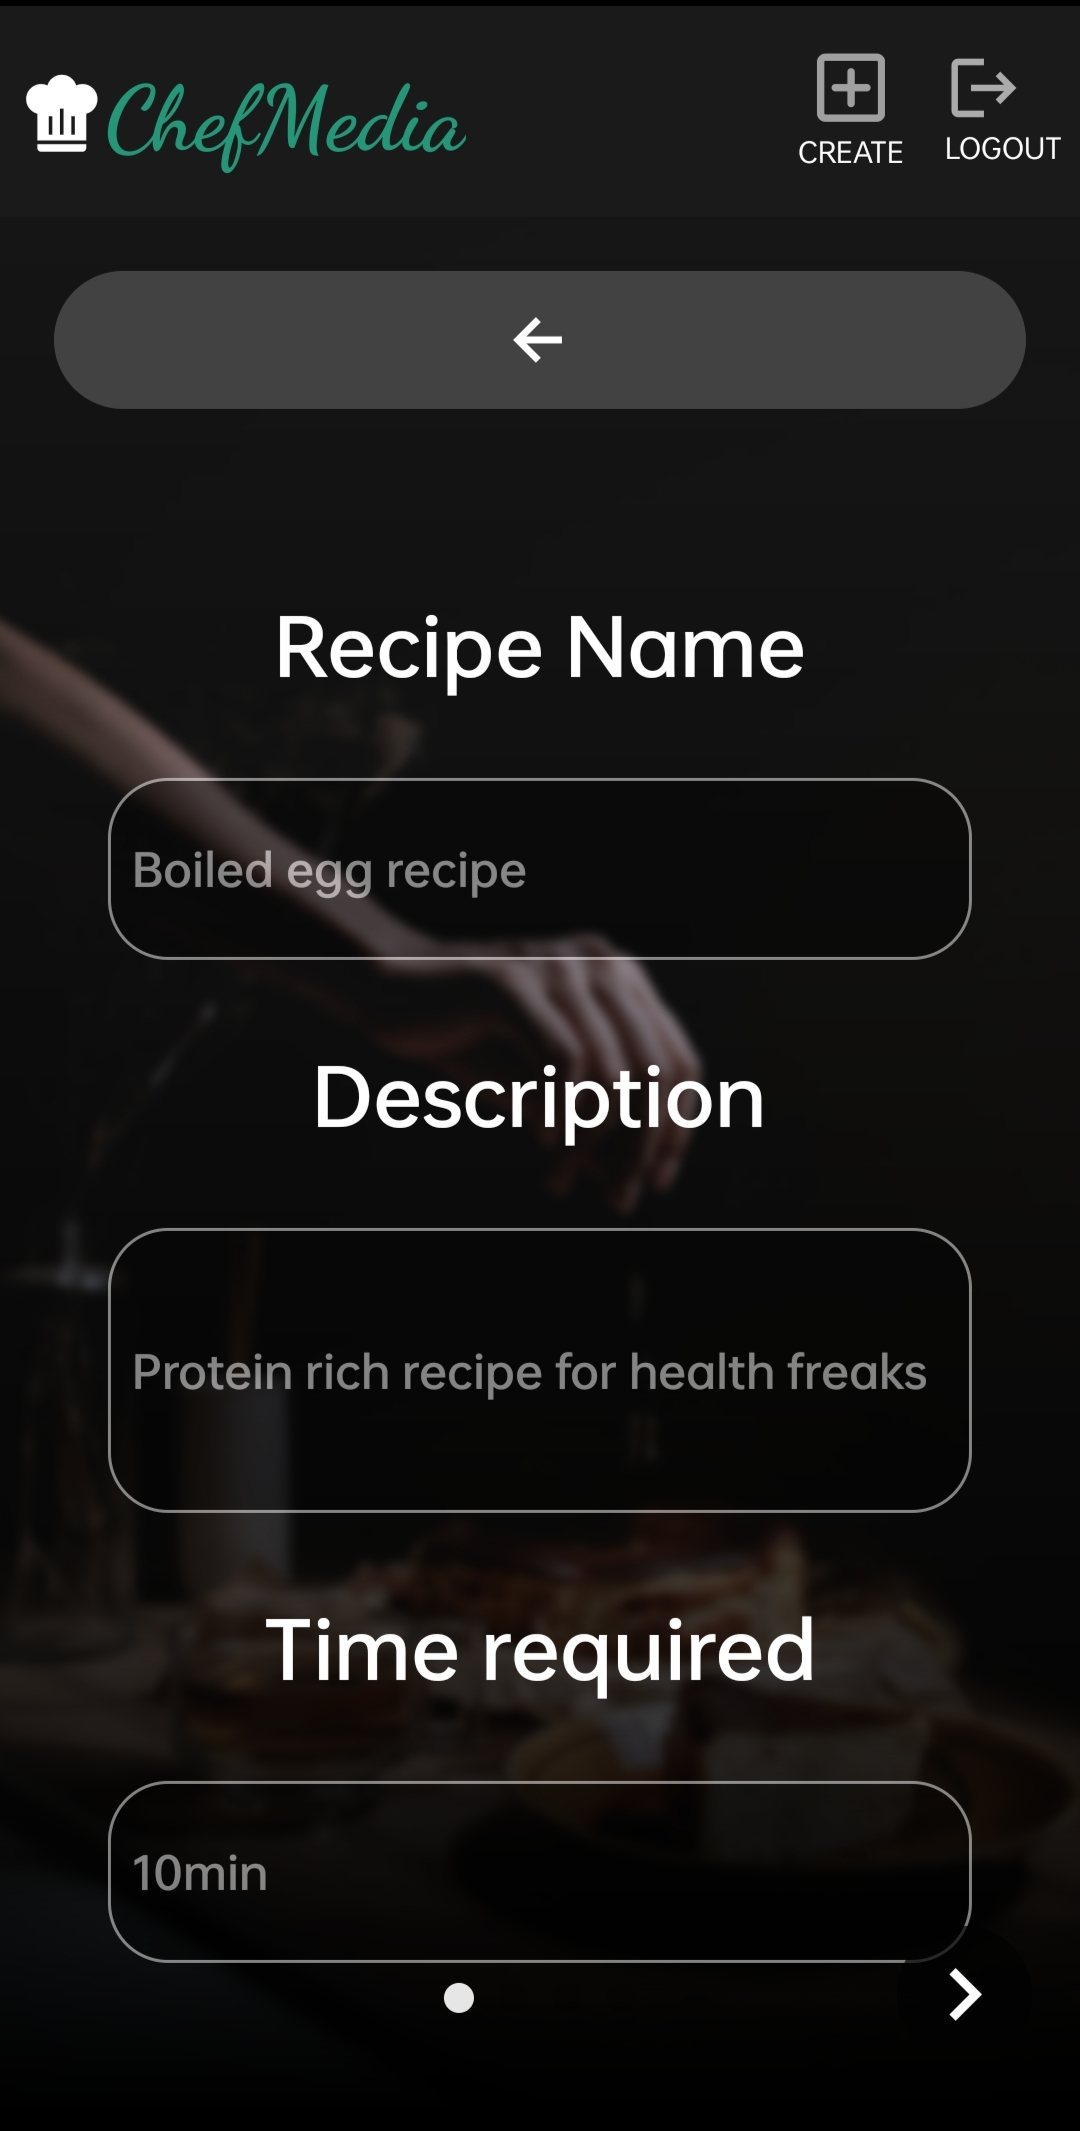 ChefMedia
CREATE
LOGOUT
Recipe Name
Boiled egg recipe
Description
Protein rich recipe for health freaks
Time required
10min